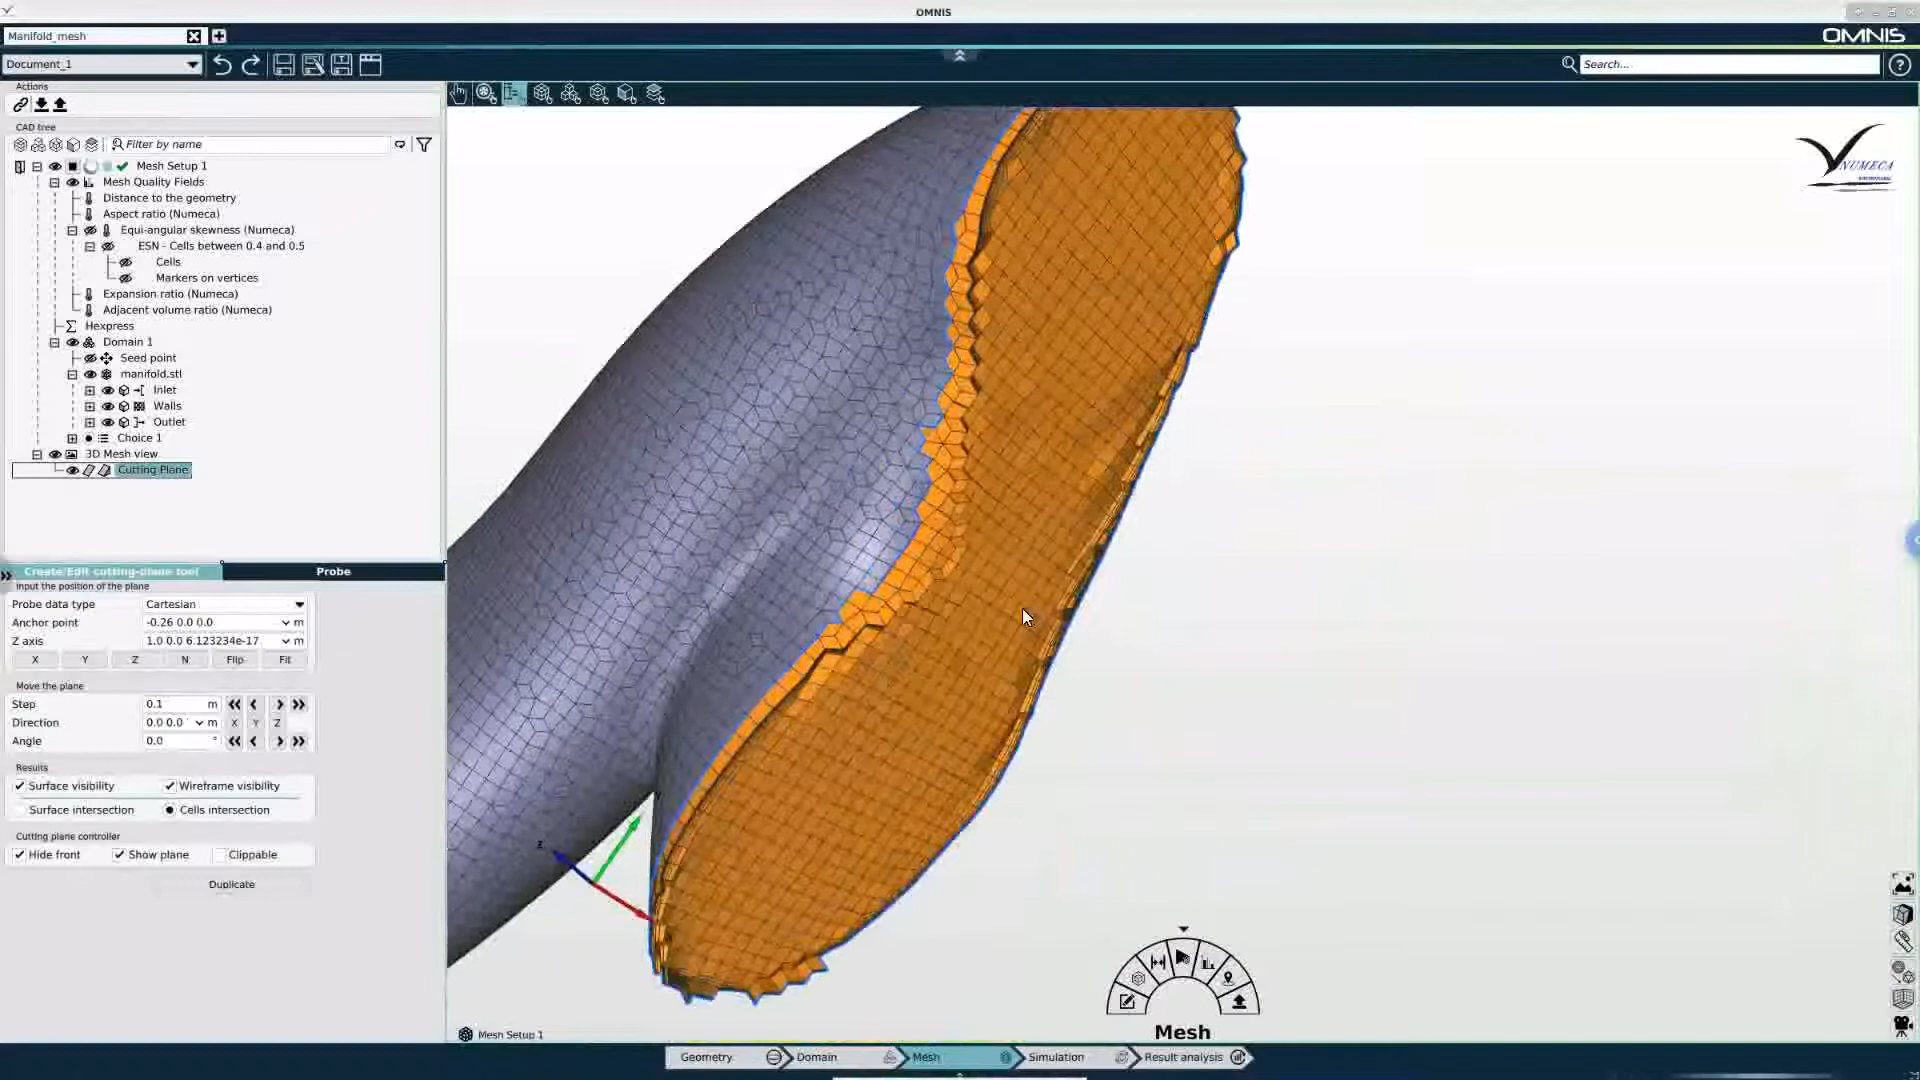 OMNIS
Manifold_mesh
OMNIS
Document_1
Search...
?
Actions
CAD tree
Filter by name
Mesh Setup 1
Mesh Quality Fields
Distance to the geometry
Aspect ratio (Numeca)
Equi-angular skewness (Numeca)
ESN - Cells between 0.4 and 0.5
Cells
Markers on vertices
Expansion ratio (Numeca)
Adjacent volume ratio (Numeca)
Hexpress
Domain 1
Seed point
manifold.stl
Inlet
Walls
Outlet
Choice 1
3D Mesh view
Cutting Plane
NUMECA
Create/Edit cutting-plane tool
Probe
Input the position of the plane
Probe data type Cartesian
Anchor point -0.26 0.0 0.0 m
Z axis 1.0 0.0 6.123234e-17 m
X Y Z N Flip Fit
Move the plane
Step 0.1 m
Direction 0.0 0.0 m X Y Z
Angle 0.0 °
Results
Surface visibility Wireframe visibility
Surface intersection Cells intersection
Cutting plane controller
Hide front Show plane Clippable
Duplicate
z
Mesh
Mesh Setup 1
Geometry Domain Mesh Simulation Result analysis